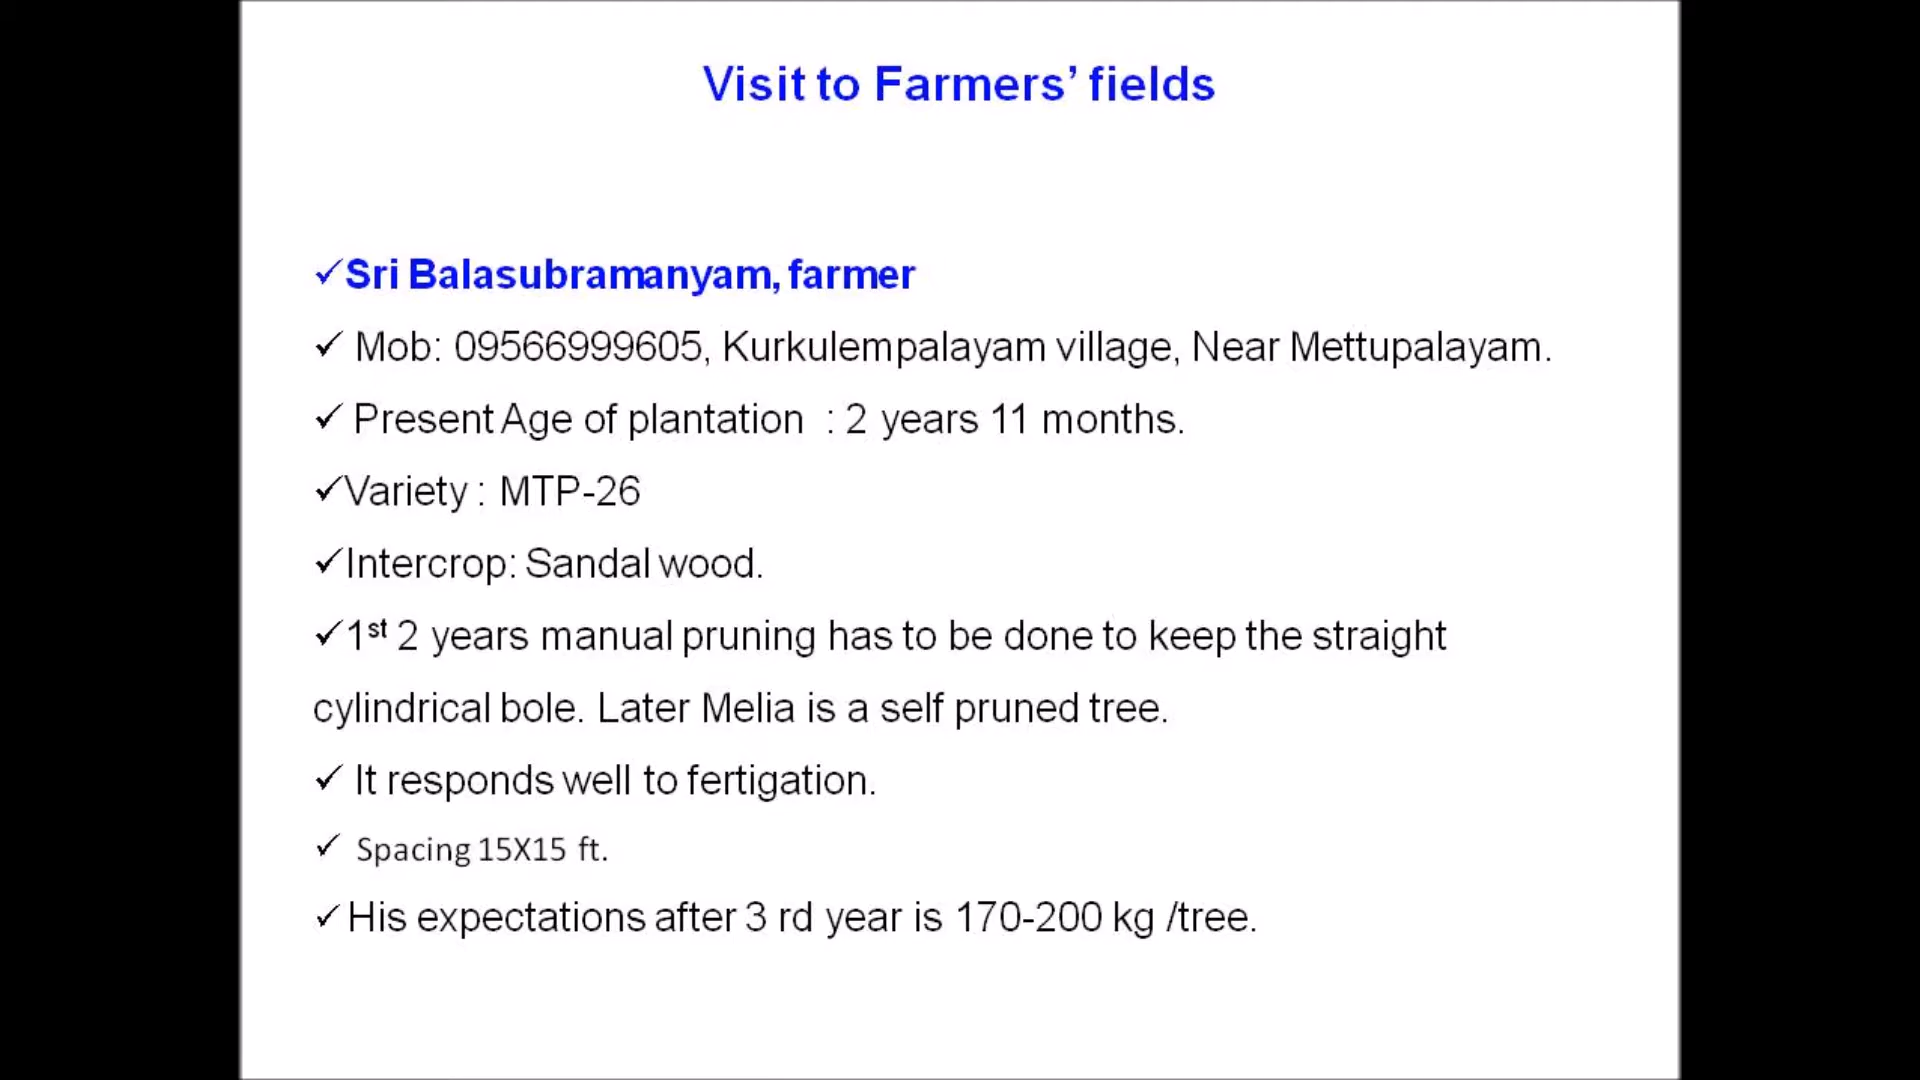 Visit to Farmers’ fields
✓Sri Balasubramanyam, farmer
✓ Mob: 09566999605, Kurkulempalayam village, Near Mettupalayam.
✓ Present Age of plantation : 2 years 11 months.
✓Variety : MTP-26
✓Intercrop: Sandal wood.
✓1st 2 years manual pruning has to be done to keep the straight
cylindrical bole. Later Melia is a self pruned tree.
✓ It responds well to fertigation.
✓ Spacing 15X15 ft.
✓His expectations after 3 rd year is 170-200 kg /tree.